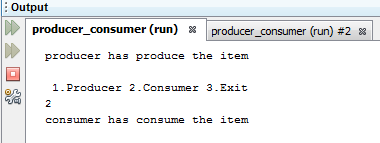 Output
producer_consumer (run)
producer_consumer (run) #2
producer has produce the item
1.Producer 2.Consumer 3.Exit
2
consumer has consume the item